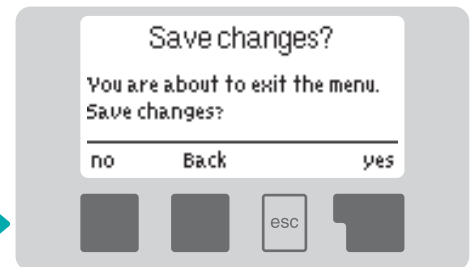 Save changes?
You are about to exit the menu.
Save changes?
no Back yes
esc